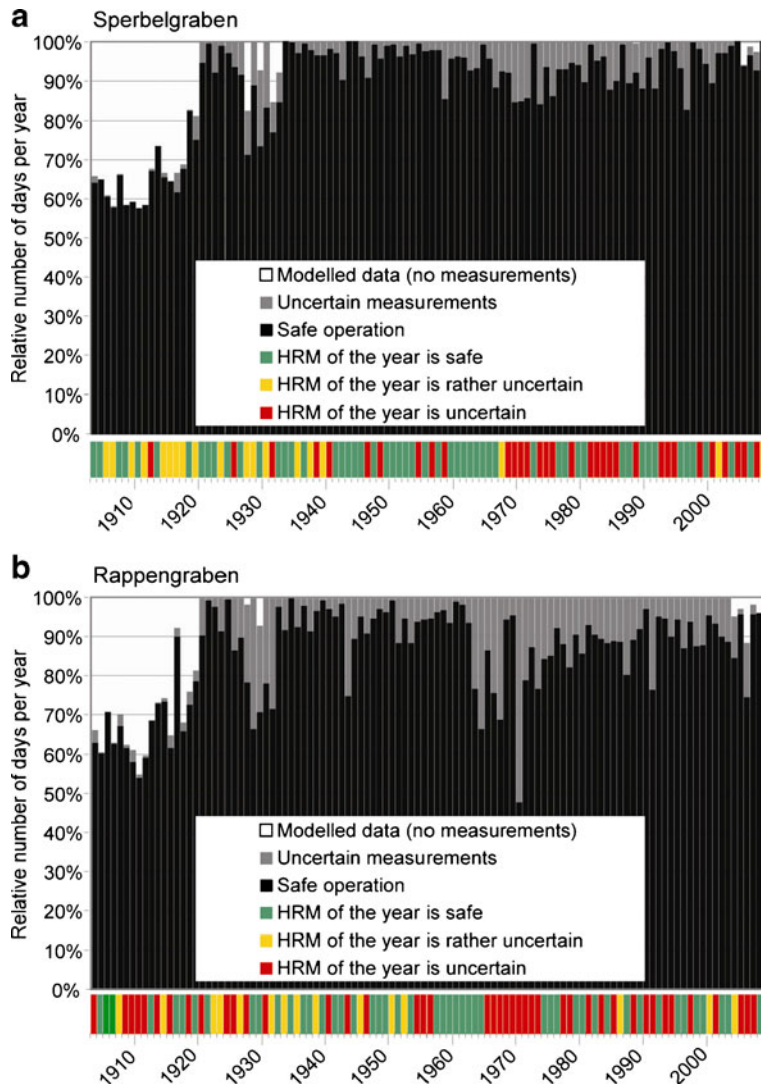 a
Sperbelgraben
100%
90%
80%
70%
60%
50%
40%
30%
20%
10%
0%
Relative number of days per year
Modelled data (no measurements)
Uncertain measurements
Safe operation
HRM of the year is safe
HRM of the year is rather uncertain
HRM of the year is uncertain
1910 1920 1930 1940 1950 1960 1970 1980 1990 2000
b
Rappengraben
100%
90%
80%
70%
60%
50%
40%
30%
20%
10%
0%
Relative number of days per year
Modelled data (no measurements)
Uncertain measurements
Safe operation
HRM of the year is safe
HRM of the year is rather uncertain
HRM of the year is uncertain
1910 1920 1930 1940 1950 1960 1970 1980 1990 2000